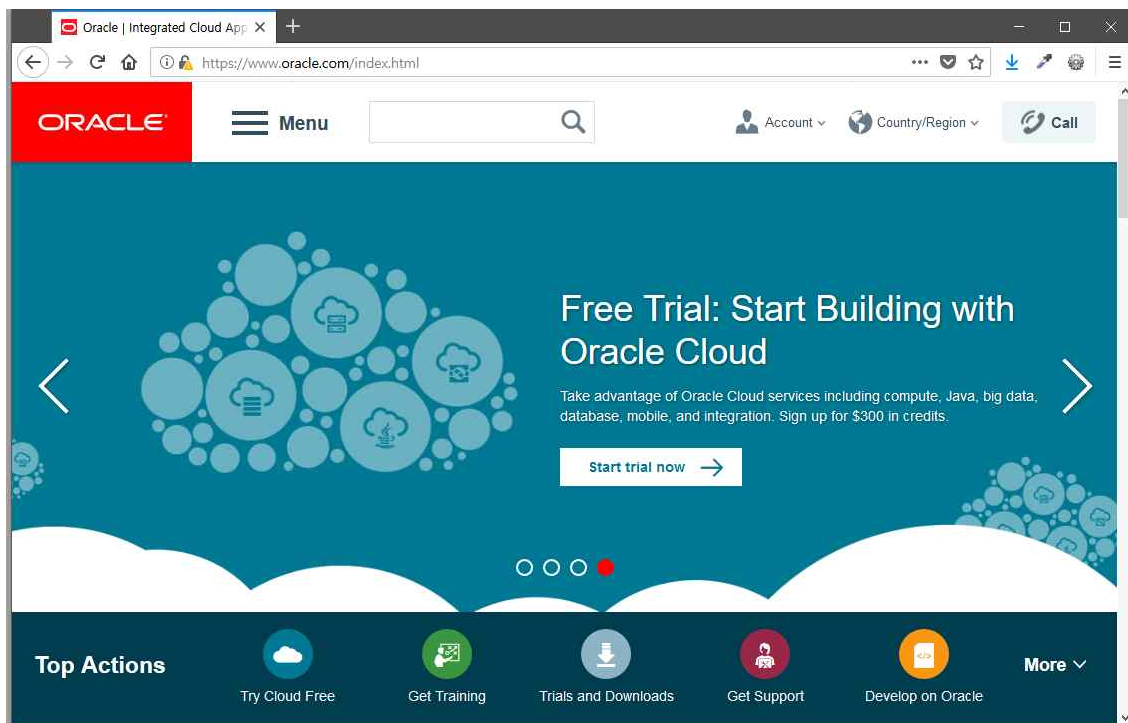 Oracle | Integrated Cloud App
https://www.oracle.com/index.html
ORACLE
Menu
Account
Country/Region
Call
Free Trial: Start Building with
Oracle Cloud
Take advantage of Oracle Cloud services including compute, Java, big data,
database, mobile, and integration. Sign up for $300 in credits.
Start trial now
Top Actions
Try Cloud Free
Get Training
Trials and Downloads
Get Support
Develop on Oracle
More